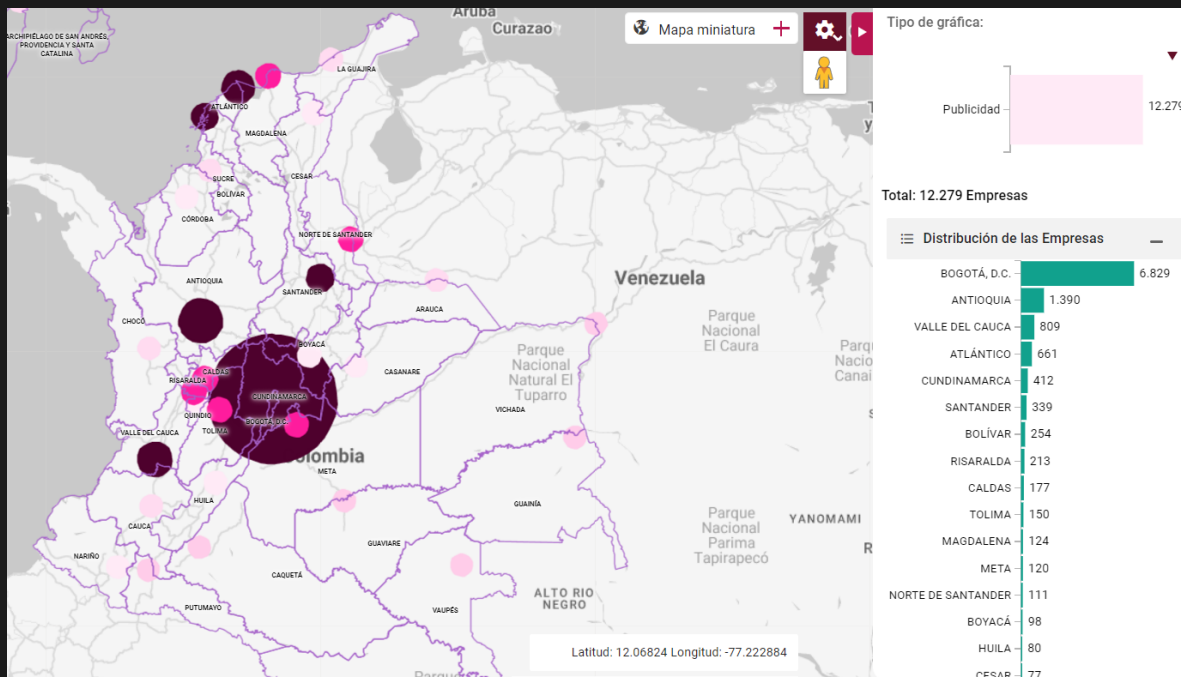 Aruba
Curazao
Mapa miniatura
ARCHIPIÉLAGO DE SAN ANDRÉS,
PROVIDENCIA Y SANTA
CATALINA
LA GUAJIRA
ATLÁNTICO
MAGDALENA
CESAR
SUCRE
BOLÍVAR
CÓRDOBA
NORTE DE SANTANDER
ANTIOQUIA
SANTANDER
Venezuela
ARAUCA
CHOCÓ
Parque
Nacional
El Caura
BOYACÁ
Parque
Nacional
Natural El
Tuparro
CASANARE
CALDAS
RISARALDA
CUNDINAMARCA
VICHADA
QUINDIO
BOGOTÁ, D.C.
TOLIMA
VALLE DEL CAUCA
Colombia
META
HUILA
GUAINÍA
CAUCA
Parque
Nacional
Parima
Tapirapecó
YANOMAMI
NARIÑO
GUAVIARE
CAQUETÁ
ALTO RIO
NEGRO
PUTUMAYO
VAUPÉS
Latitud: 12.06824 Longitud: -77.222884
Tipo de gráfica:
Publicidad
12.279
Total: 12.279 Empresas
Distribución de las Empresas
BOGOTÁ, D.C. 6.829
ANTIOQUIA 1.390
VALLE DEL CAUCA 809
ATLÁNTICO 661
CUNDINAMARCA 412
SANTANDER 339
BOLÍVAR 254
RISARALDA 213
CALDAS 177
TOLIMA 150
MAGDALENA 124
META 120
NORTE DE SANTANDER 111
BOYACÁ 98
HUILA 80
CESAR 77